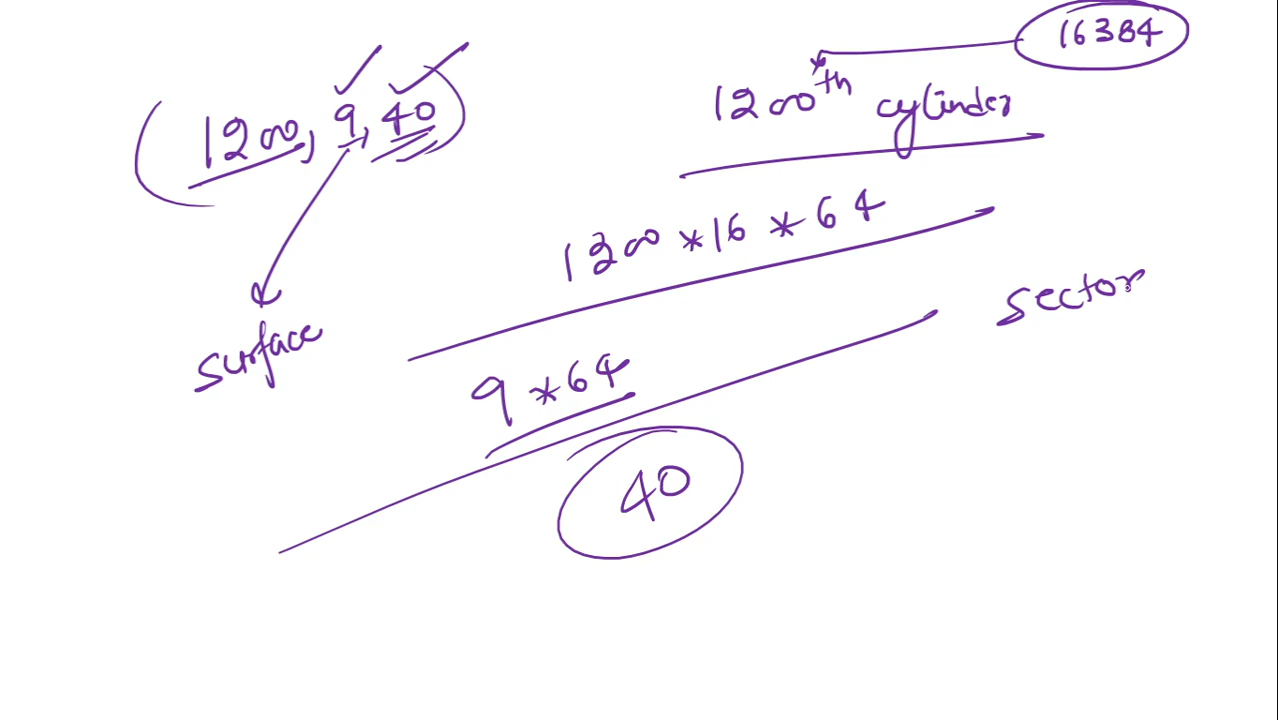 16384
(1200, 9, 40)
1200th cylinder
1200 * 16 * 64
sector
surface
9 * 64
40